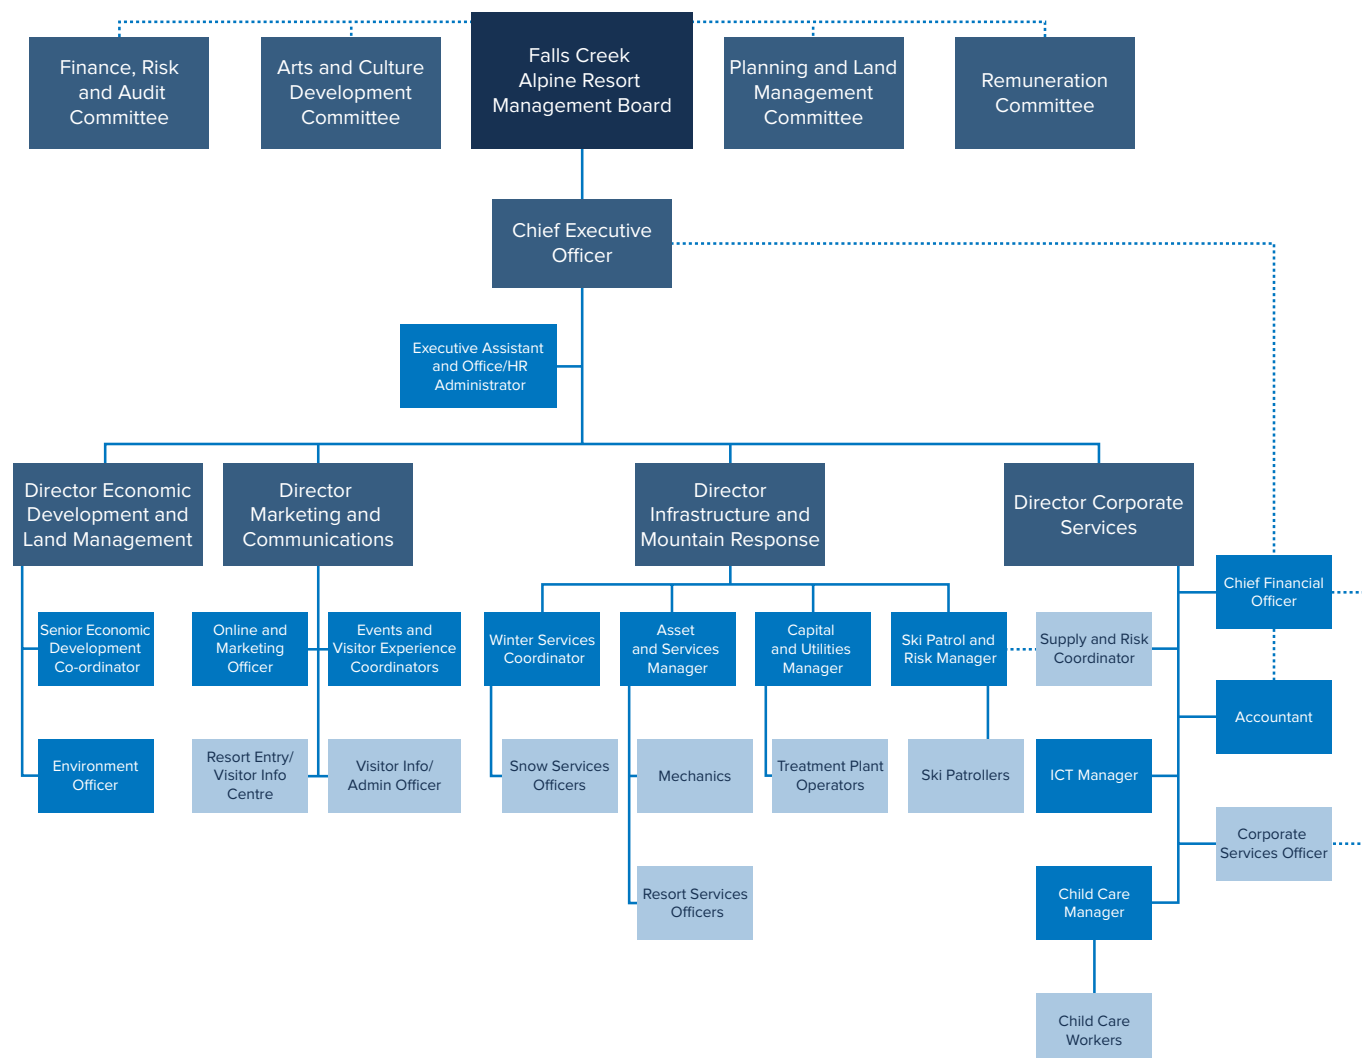 Finance, Risk
and Audit
Committee
Arts and Culture
Development
Committee
Falls Creek
Alpine Resort
Management Board
Planning and Land
Management
Committee
Remuneration
Committee
Chief Executive
Officer
Executive Assistant
and Office/HR
Administrator
Director Economic
Development and
Land Management
Director
Marketing and
Communications
Director
Infrastructure and
Mountain Response
Director Corporate
Services
Chief Financial
Officer
Senior Economic
Development
Co-ordinator
Online and
Marketing
Officer
Events and
Visitor Experience
Coordinators
Winter Services
Coordinator
Asset
and Services
Manager
Capital
and Utilities
Manager
Ski Patrol and
Risk Manager
Supply and Risk
Coordinator
Accountant
Environment
Officer
Resort Entry/
Visitor Info
Centre
Visitor Info/
Admin Officer
Snow Services
Officers
Mechanics
Treatment Plant
Operators
Ski Patrollers
ICT Manager
Corporate
Services Officer
Resort Services
Officers
Child Care
Manager
Child Care
Workers